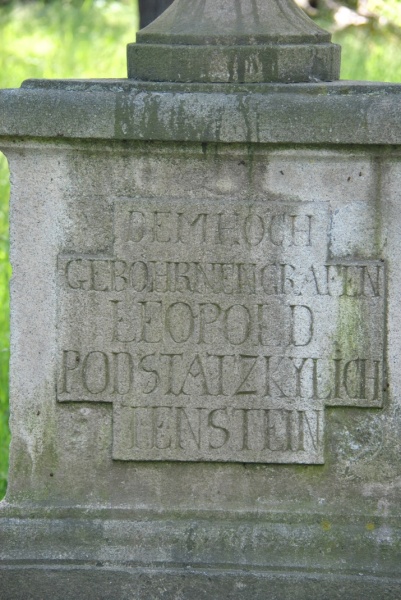 DEM HOCH
GEBOHRNEN GRAFEN
LEOPOLD
PODSTATZKY LICH
TENSTEIN